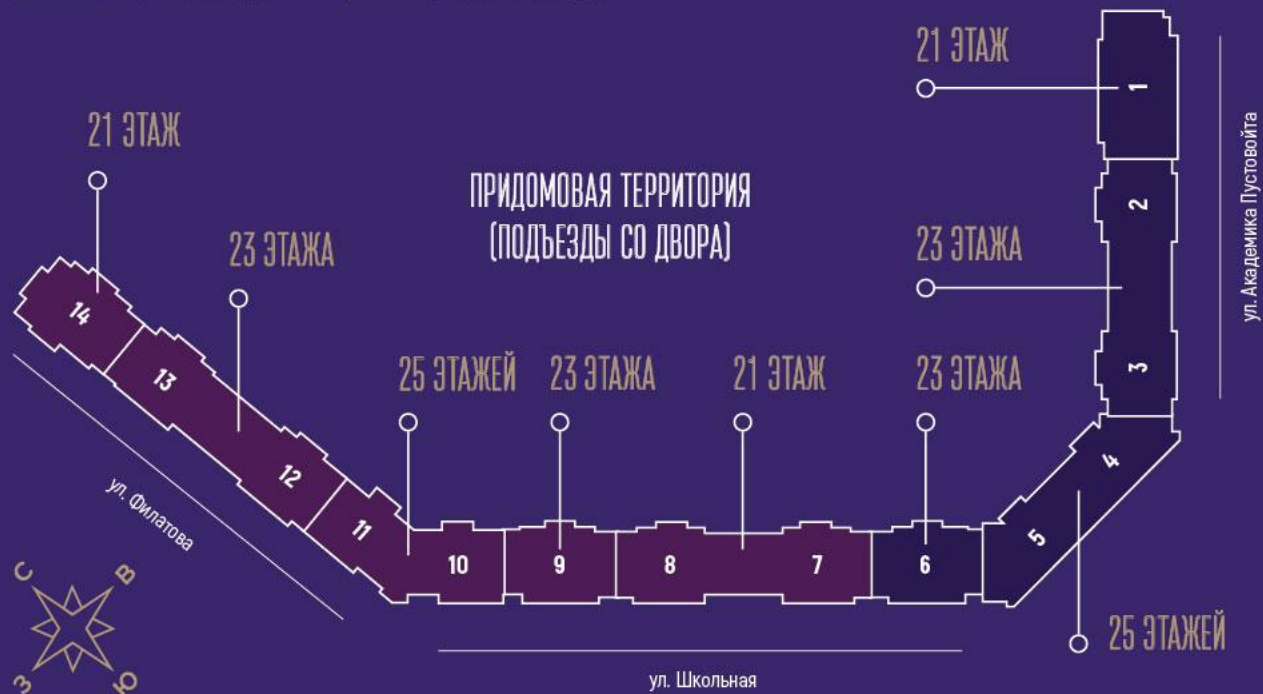 21 ЭТАЖ
1
21 ЭТАЖ
ул. Академика Пустовойта
ПРИДОМОВАЯ ТЕРРИТОРИЯ
(ПОДЪЕЗДЫ СО ДВОРА)
2
23 ЭТАЖА
23 ЭТАЖА
14
13
25 ЭТАЖЕЙ
23 ЭТАЖА
21 ЭТАЖ
23 ЭТАЖА
3
4
12
ул. Филатова
11
10
9
8
7
6
5
С
В
З
Ю
25 ЭТАЖЕЙ
ул. Школьная